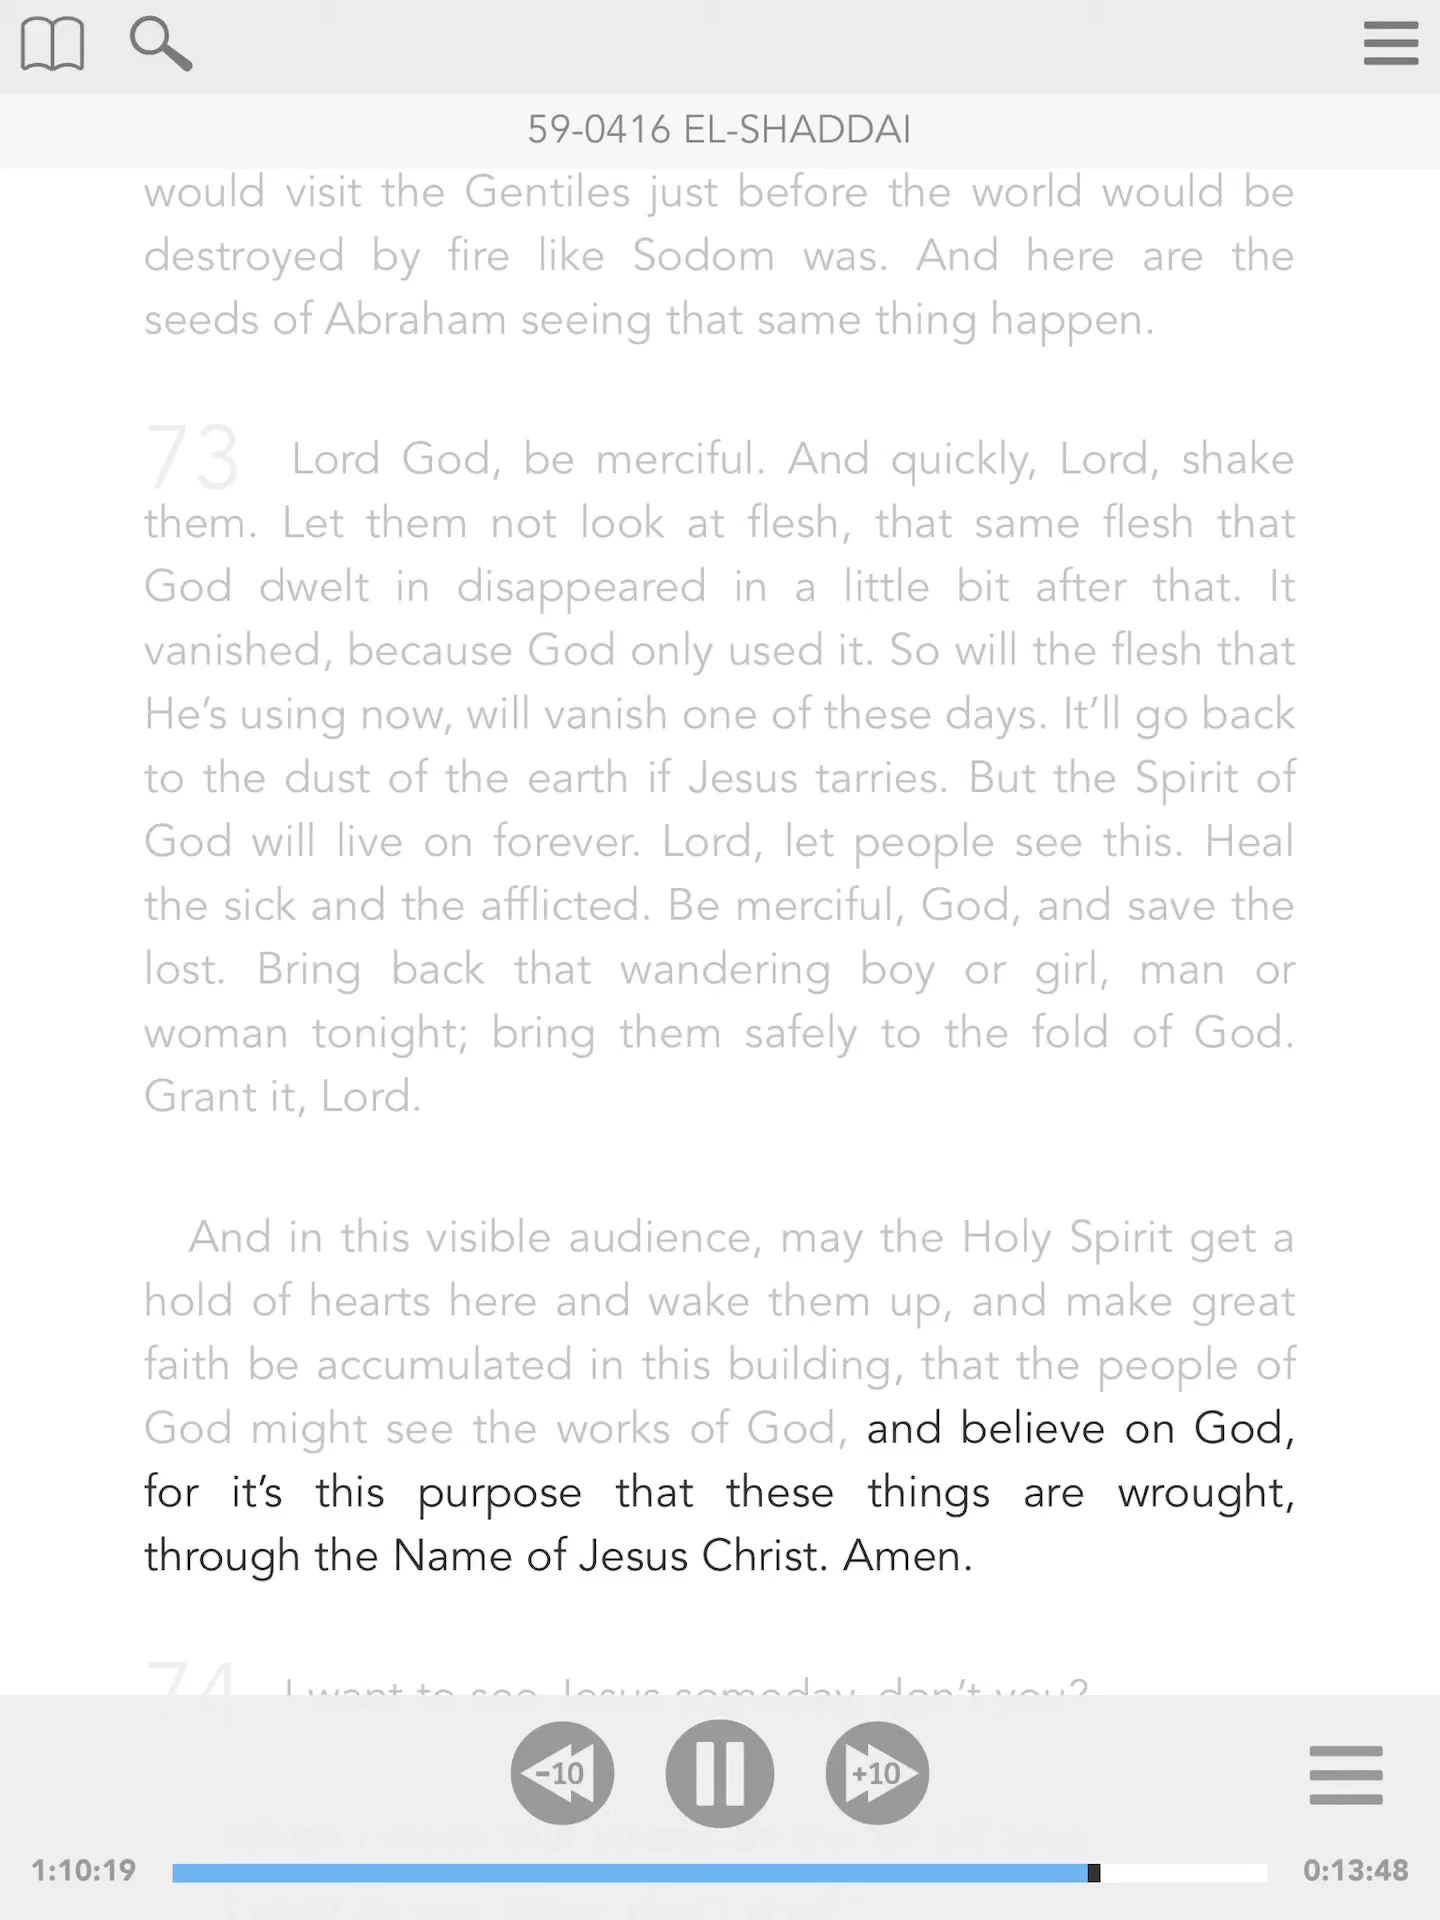 59-0416 EL-SHADDAI
would visit the Gentiles just before the world would be
destroyed by fire like Sodom was. And here are the
seeds of Abraham seeing that same thing happen.
73 Lord God, be merciful. And quickly, Lord, shake
them. Let them not look at flesh, that same flesh that
God dwelt in disappeared in a little bit after that. It
vanished, because God only used it. So will the flesh that
He’s using now, will vanish one of these days. It’ll go back
to the dust of the earth if Jesus tarries. But the Spirit of
God will live on forever. Lord, let people see this. Heal
the sick and the afflicted. Be merciful, God, and save the
lost. Bring back that wandering boy or girl, man or
woman tonight; bring them safely to the fold of God.
Grant it, Lord.
And in this visible audience, may the Holy Spirit get a
hold of hearts here and wake them up, and make great
faith be accumulated in this building, that the people of
God might see the works of God, and believe on God,
for it’s this purpose that these things are wrought,
through the Name of Jesus Christ. Amen.
74 I want to see Jesus someday, don’t you?
-10 +10
1:10:19 0:13:48